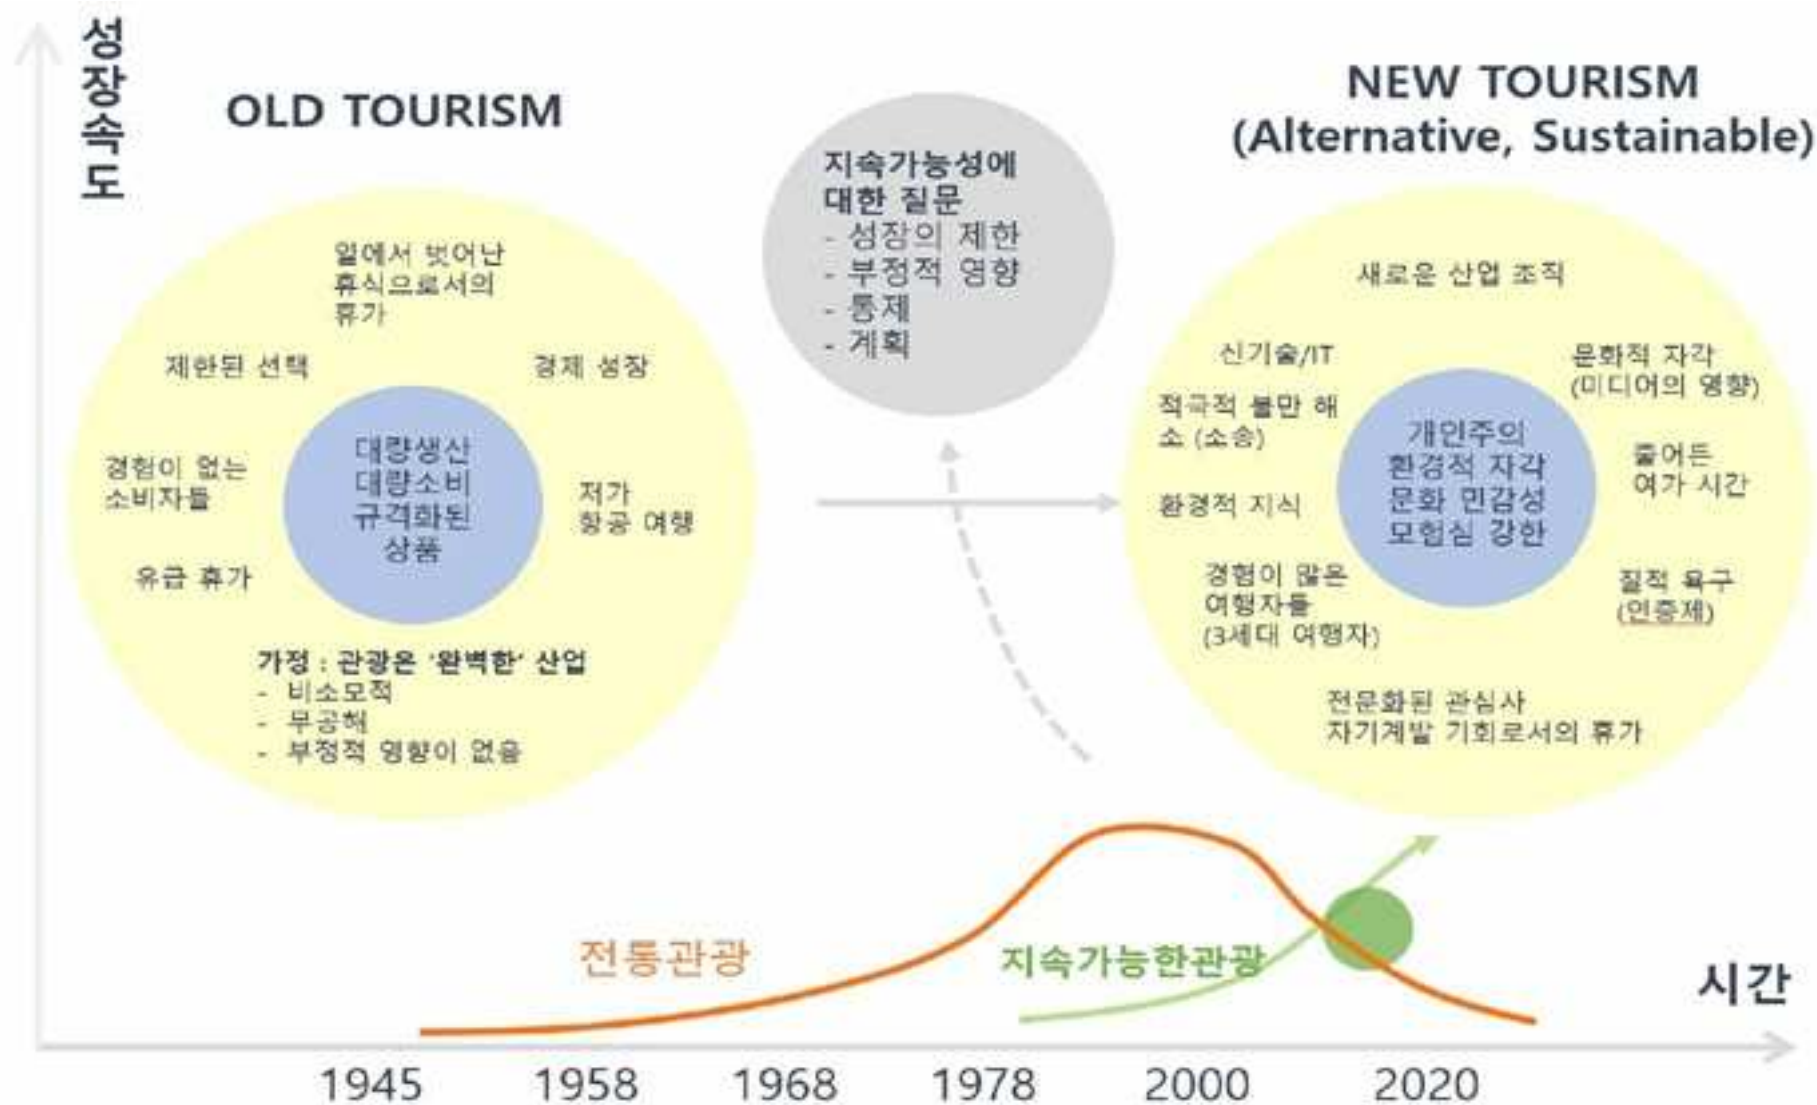 성장속도
OLD TOURISM
일에서 벗어난
휴식으로서의
휴가
제한된 선택
경제 성장
경험이 없는
소비자들
대량생산
대량소비
규격화된
상품
저가
항공 여행
유급 휴가
가정 : 관광은 '완벽한' 산업
- 비소모적
- 무공해
- 부정적 영향이 없음
지속가능성에
대한 질문
- 성장의 제한
- 부정적 영향
- 통제
- 계획
NEW TOURISM
(Alternative, Sustainable)
새로운 산업 조직
신기술/IT
문화적 자각
(미디어의 영향)
적극적 불만 해
소 (소송)
개인주의
환경적 자각
문화 민감성
모험심 강한
줄어든
여가 시간
환경적 지식
경험이 많은
여행자들
(3세대 여행자)
질적 욕구
(인증제)
전문화된 관심사
자기계발 기회로서의 휴가
전통관광
지속가능한관광
시간
1945 1958 1968 1978 2000 2020